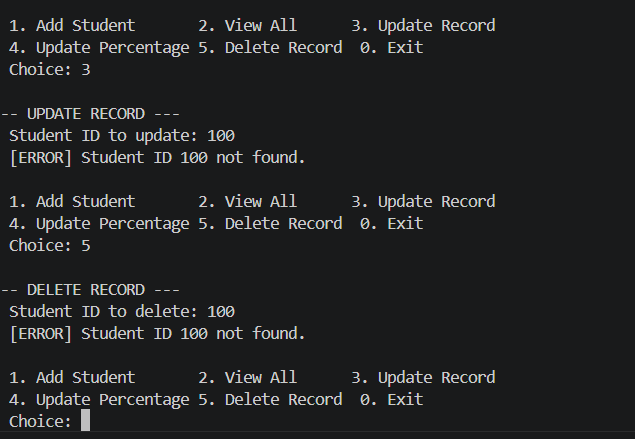 1. Add Student       2. View All      3. Update Record
4. Update Percentage 5. Delete Record  0. Exit
Choice: 3
-- UPDATE RECORD ---
Student ID to update: 100
[ERROR] Student ID 100 not found.
1. Add Student       2. View All      3. Update Record
4. Update Percentage 5. Delete Record  0. Exit
Choice: 5
-- DELETE RECORD ---
Student ID to delete: 100
[ERROR] Student ID 100 not found.
1. Add Student       2. View All      3. Update Record
4. Update Percentage 5. Delete Record  0. Exit
Choice: